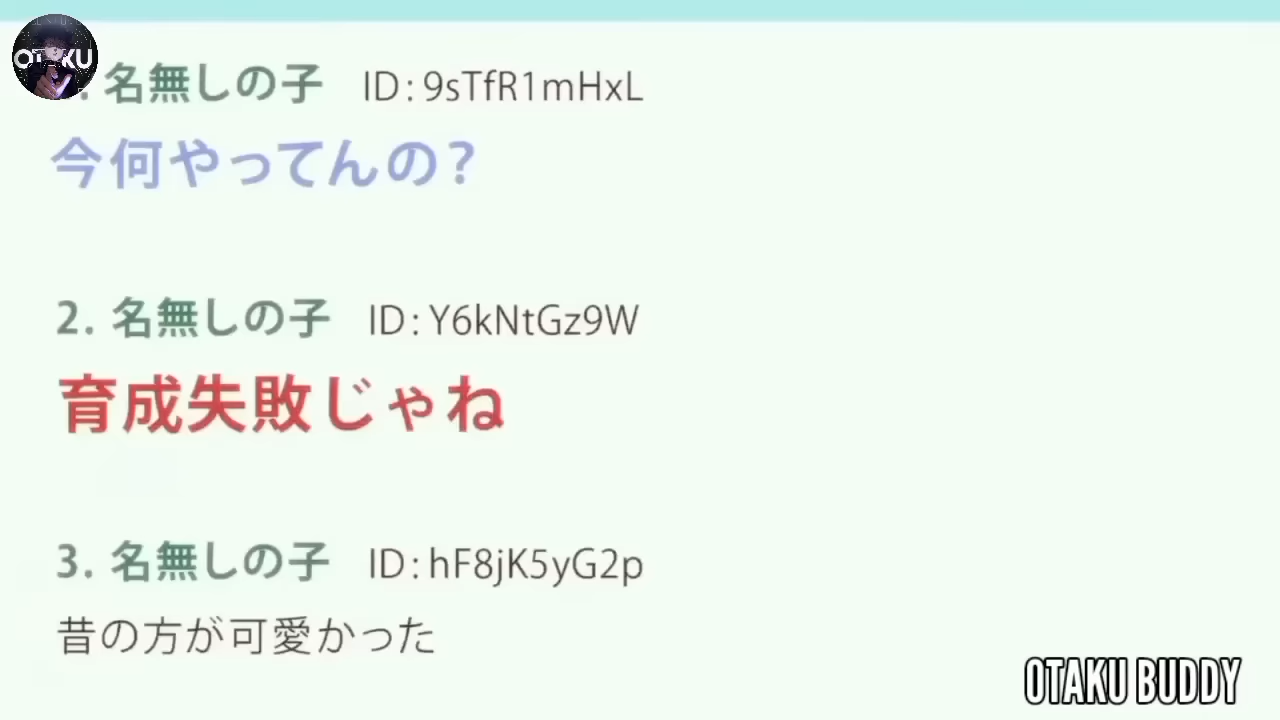 OTAKU
. 名無しの子 ID:9sTfR1mHxL
今何やってんの?
2. 名無しの子 ID:Y6kNtGz9W
育成失敗じゃね
3. 名無しの子 ID:hF8jK5yG2p
昔の方が可愛かった
OTAKU BUDDY